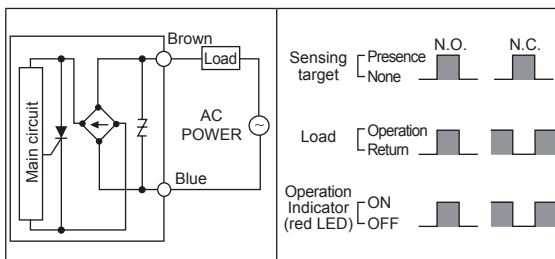 Brown
Load
Main circuit
AC
POWER
~
Blue
N.O. N.C.
Sensing
target
Presence
None
Load
Operation
Return
Operation
Indicator
(red LED)
ON
OFF